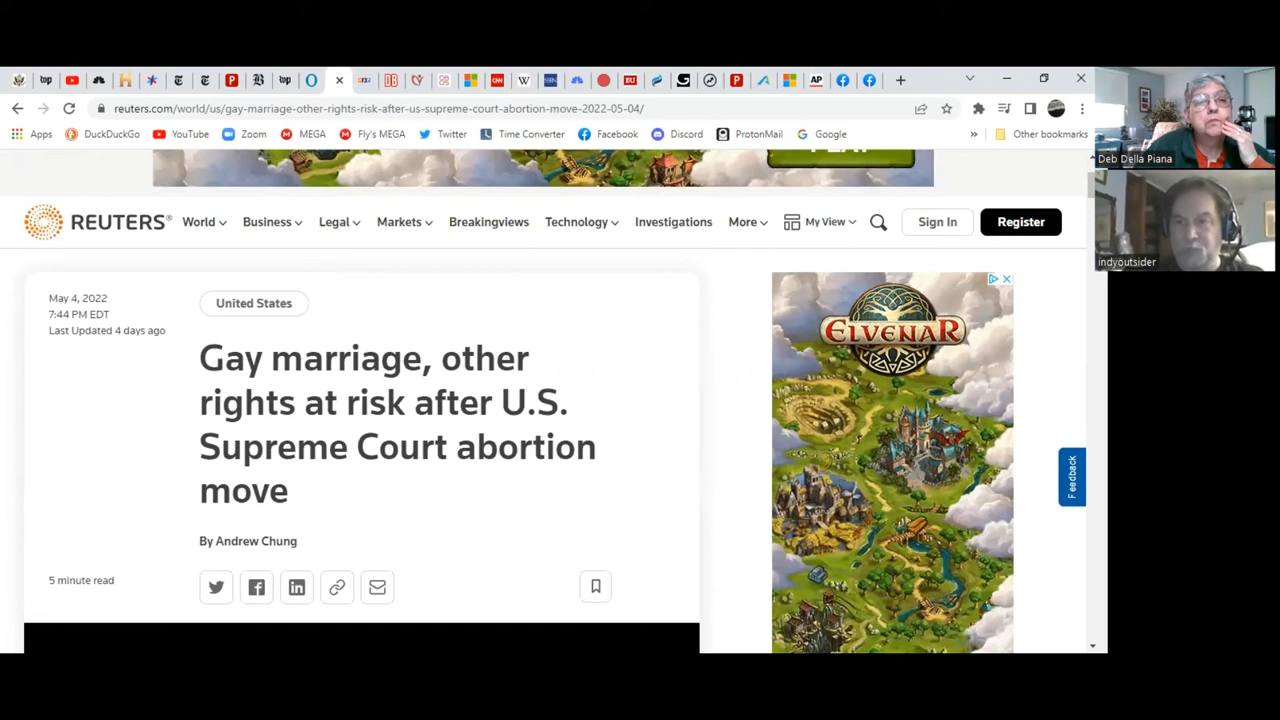 reuters.com/world/us/gay-marriage-other-rights-risk-after-us-supreme-court-abortion-move-2022-05-04/
Apps DuckDuckGo YouTube Zoom MEGA Fly's MEGA Twitter Time Converter Facebook Discord ProtonMail Google » Other bookmarks
Deb Della Piana
indyoutsider
REUTERS® World Business Legal Markets Breakingviews Technology Investigations More My View Sign In Register
May 4, 2022
7:44 PM EDT
Last Updated 4 days ago
United States
Gay marriage, other
rights at risk after U.S.
Supreme Court abortion
move
By Andrew Chung
5 minute read
ELVENAR
Feedback